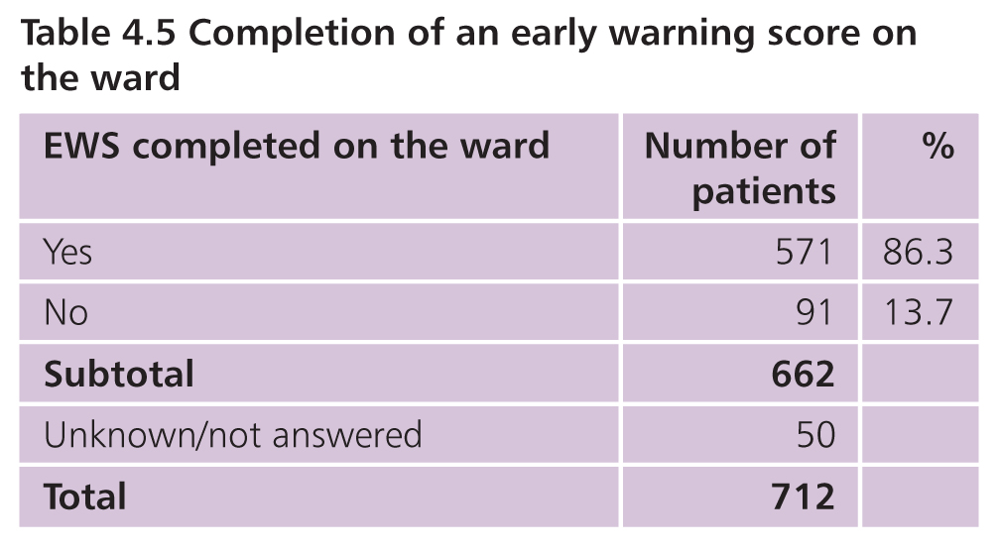 Table 4.5 Completion of an early warning score on
the ward
EWS completed on the ward Number of patients %
Yes 571 86.3
No 91 13.7
Subtotal 662
Unknown/not answered 50
Total 712